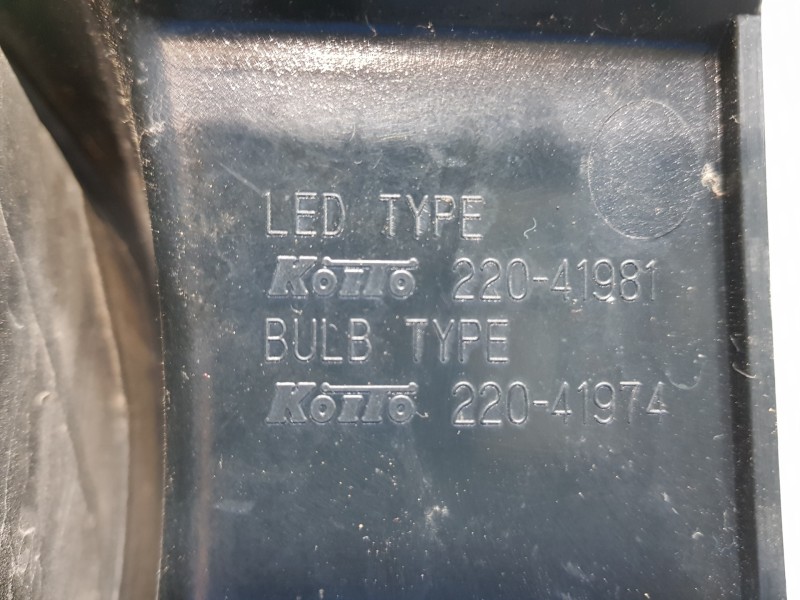 LED TYPE
KOITO 220-41981
BULB TYPE
KOITO 220-41974